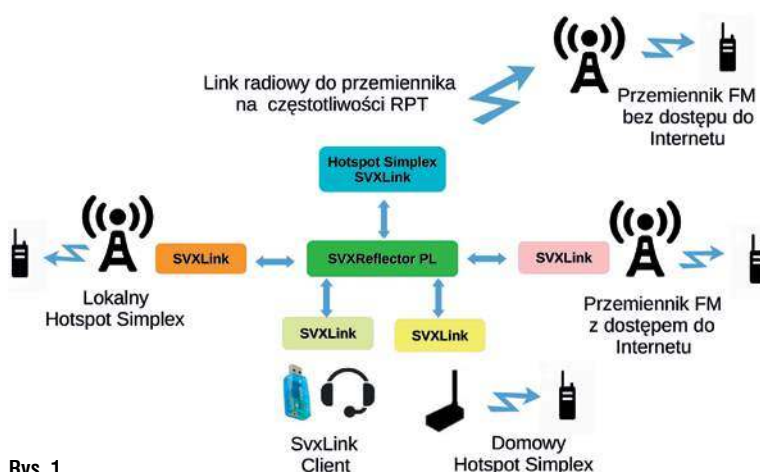 Link radiowy do przemiennika
na częstotliwości RPT
Przemiennik FM
bez dostępu do
Internetu
Hotspot Simplex
SVXLink
SVXLink
SVXReflector PL
SVXLink
Lokalny
Hotspot Simplex
Przemiennik FM
z dostępem do
Internetu
SVXLink
SVXLink
SvxLink
Client
Domowy
Hotspot Simplex
Rys. 1